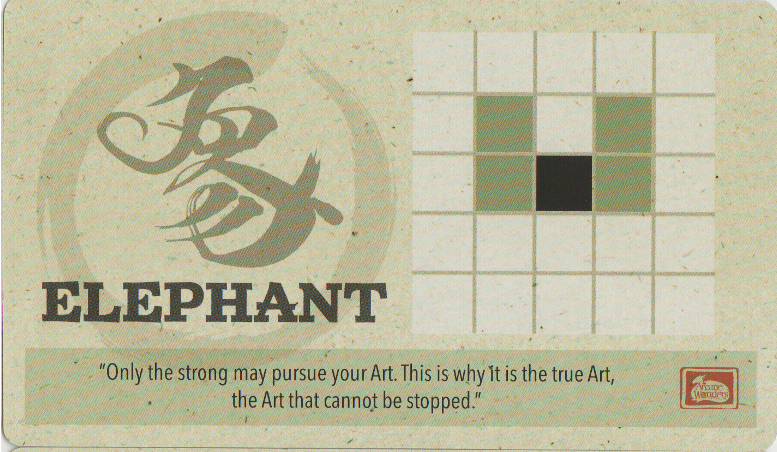 象
ELEPHANT
“Only the strong may pursue your Art. This is why it is the true Art,
the Art that cannot be stopped.”
Arcane
Wonders